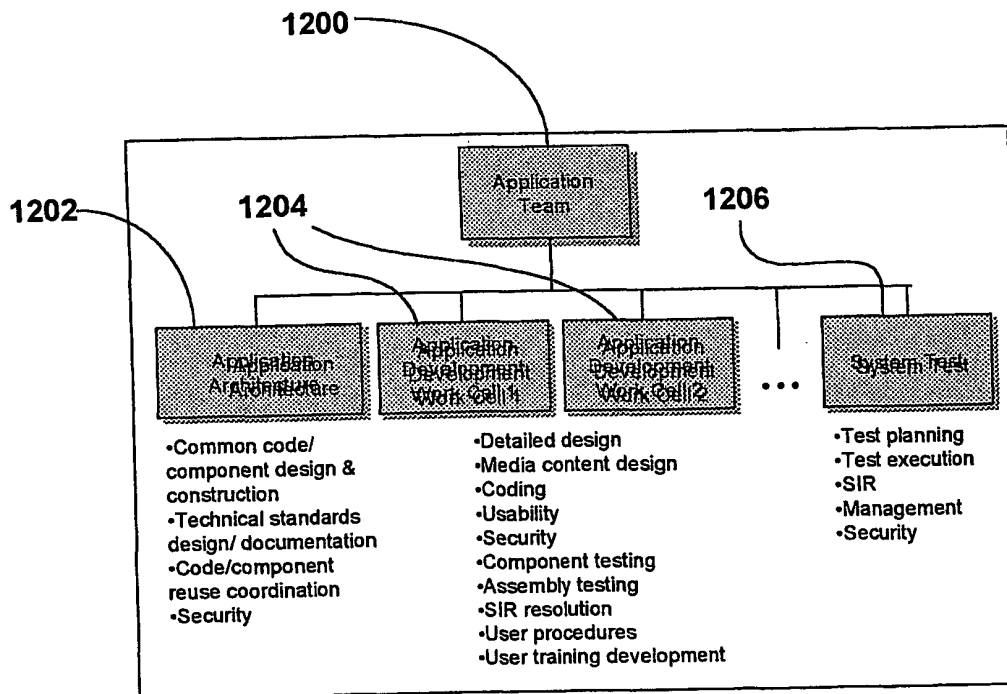 1200
1202
1204
1206
Application
Team
Application
Architecture
Application
Development
Work Cell 1
Application
Development
Work Cell 2
...
System Test
•Common code/
component design &
construction
•Technical standards
design/ documentation
•Code/component
reuse coordination
•Security
•Detailed design
•Media content design
•Coding
•Usability
•Security
•Component testing
•Assembly testing
•SIR resolution
•User procedures
•User training development
•Test planning
•Test execution
•SIR
•Management
•Security